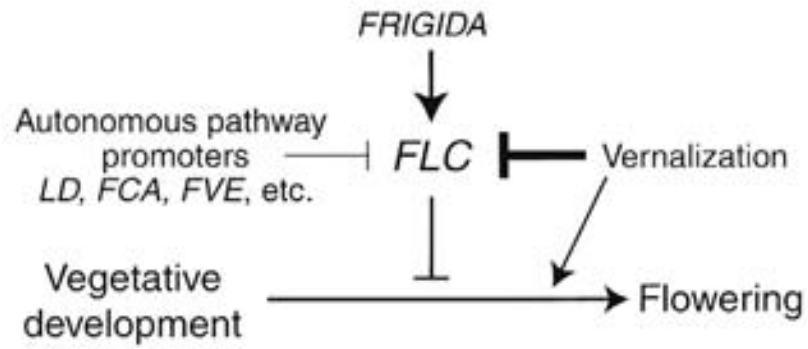 FRIGIDA
Autonomous pathway
promoters
LD, FCA, FVE, etc.
FLC
Vernalization
Vegetative
development
Flowering